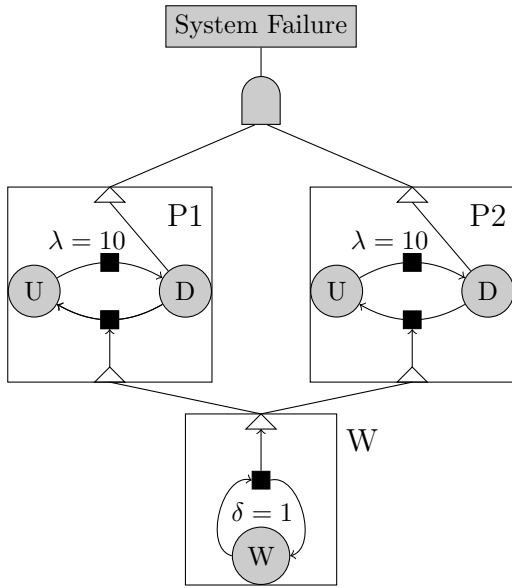 System Failure
P1
P2
λ = 10
λ = 10
U
D
U
D
W
δ = 1
W